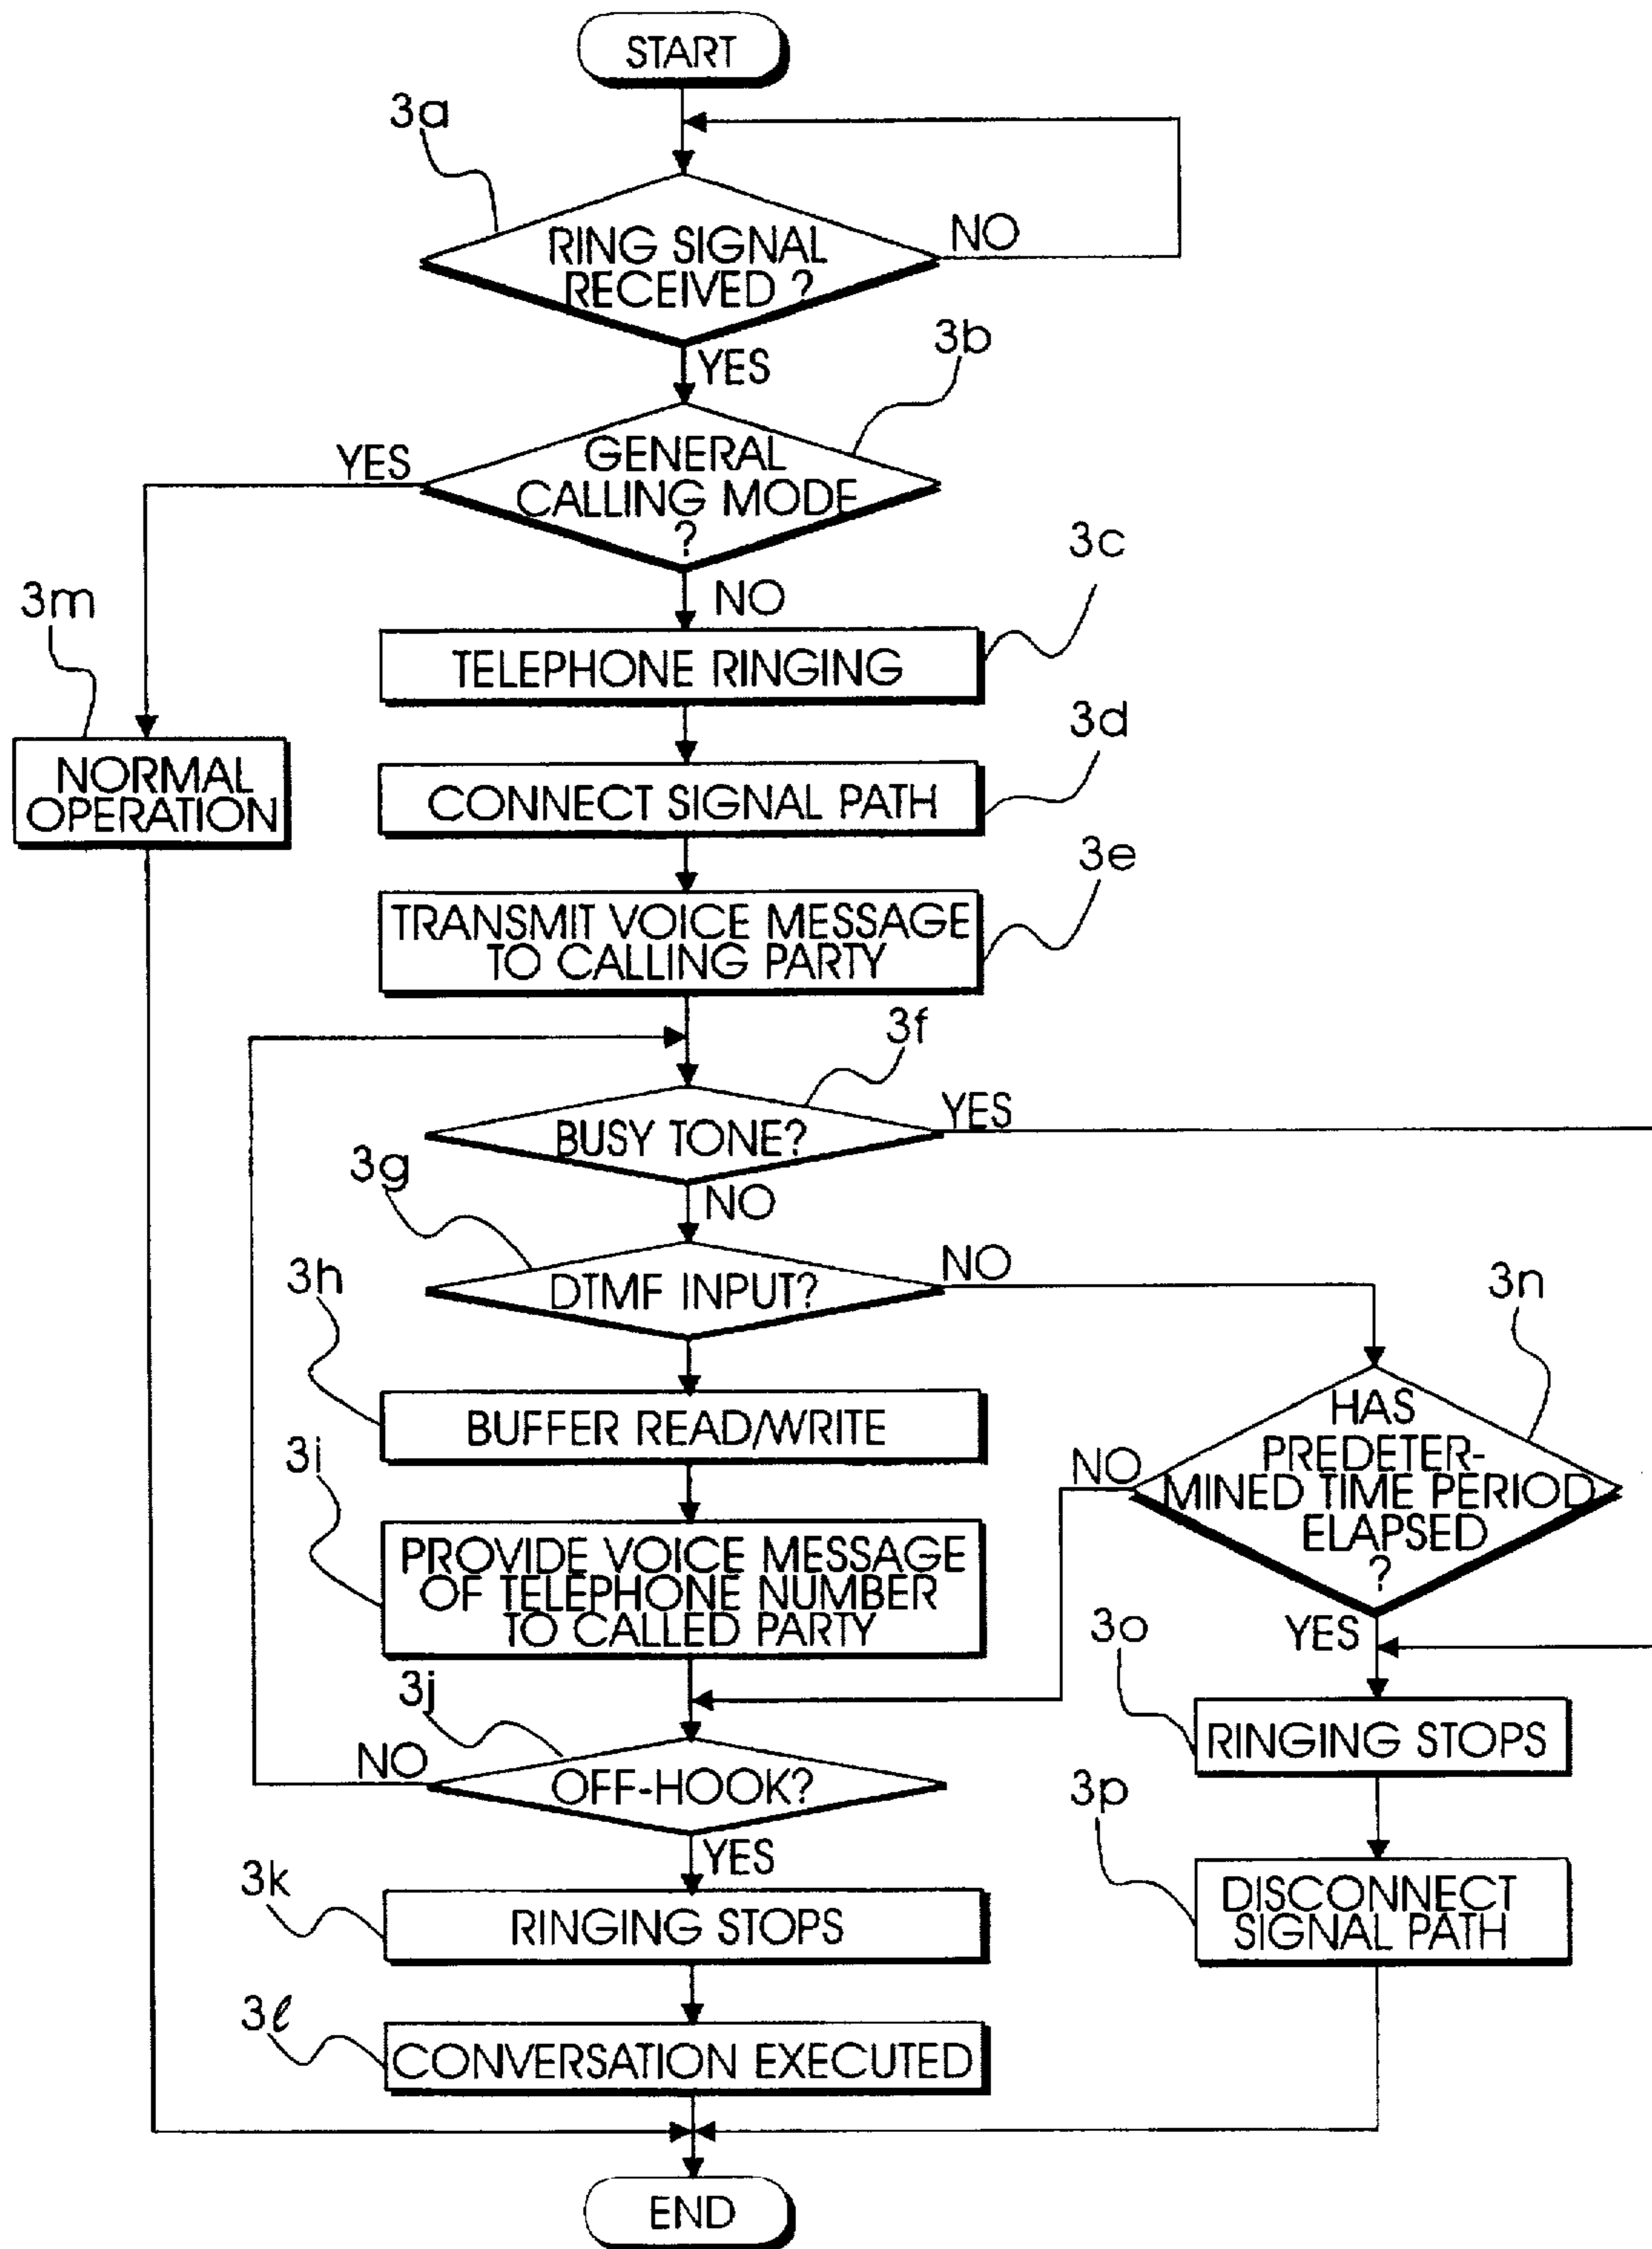 START
3a
RING SIGNAL
RECEIVED ?
NO
YES
3b
GENERAL
CALLING MODE
?
YES
NO
3c
TELEPHONE RINGING
3m
NORMAL
OPERATION
3d
CONNECT SIGNAL PATH
3e
TRANSMIT VOICE MESSAGE
TO CALLING PARTY
3f
BUSY TONE?
YES
NO
3g
DTMF INPUT?
NO
3h
BUFFER READ/WRITE
3n
HAS
PREDETER-
MINED TIME PERIOD
ELAPSED
?
NO
YES
3i
PROVIDE VOICE MESSAGE
OF TELEPHONE NUMBER
TO CALLED PARTY
3o
RINGING STOPS
3j
OFF-HOOK?
NO
YES
3p
DISCONNECT
SIGNAL PATH
3k
RINGING STOPS
3ℓ
CONVERSATION EXECUTED
END